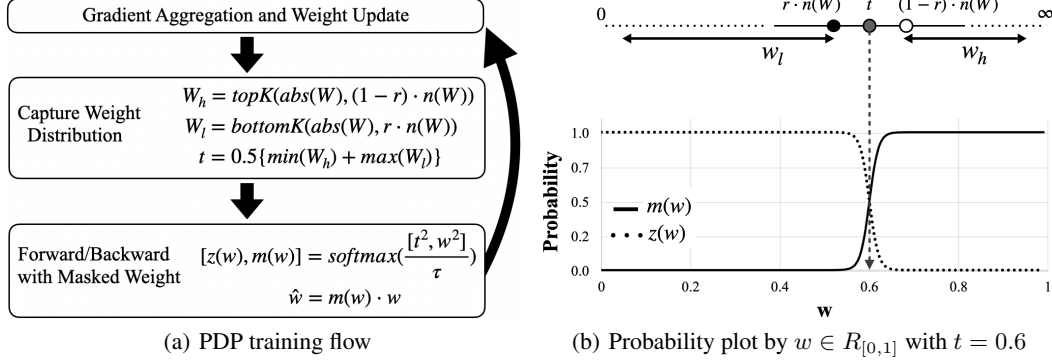 Gradient Aggregation and Weight Update
Capture Weight
Distribution
W_h = topK(abs(W), (1 − r) · n(W))
W_l = bottomK(abs(W), r · n(W))
t = 0.5{min(W_h) + max(W_l)}
Forward/Backward
with Masked Weight
[z(w), m(w)] = softmax([t², w²]/τ)
ŵ = m(w) · w
(a) PDP training flow
0 r · n(W) t (1 − r) · n(W) ∞
w_l w_h
Probability
1.0
0.7
0.5
0.2
0.0
m(w)
z(w)
0 0.2 0.4 0.6 0.8 1
w
(b) Probability plot by w ∈ R_[0,1] with t = 0.6